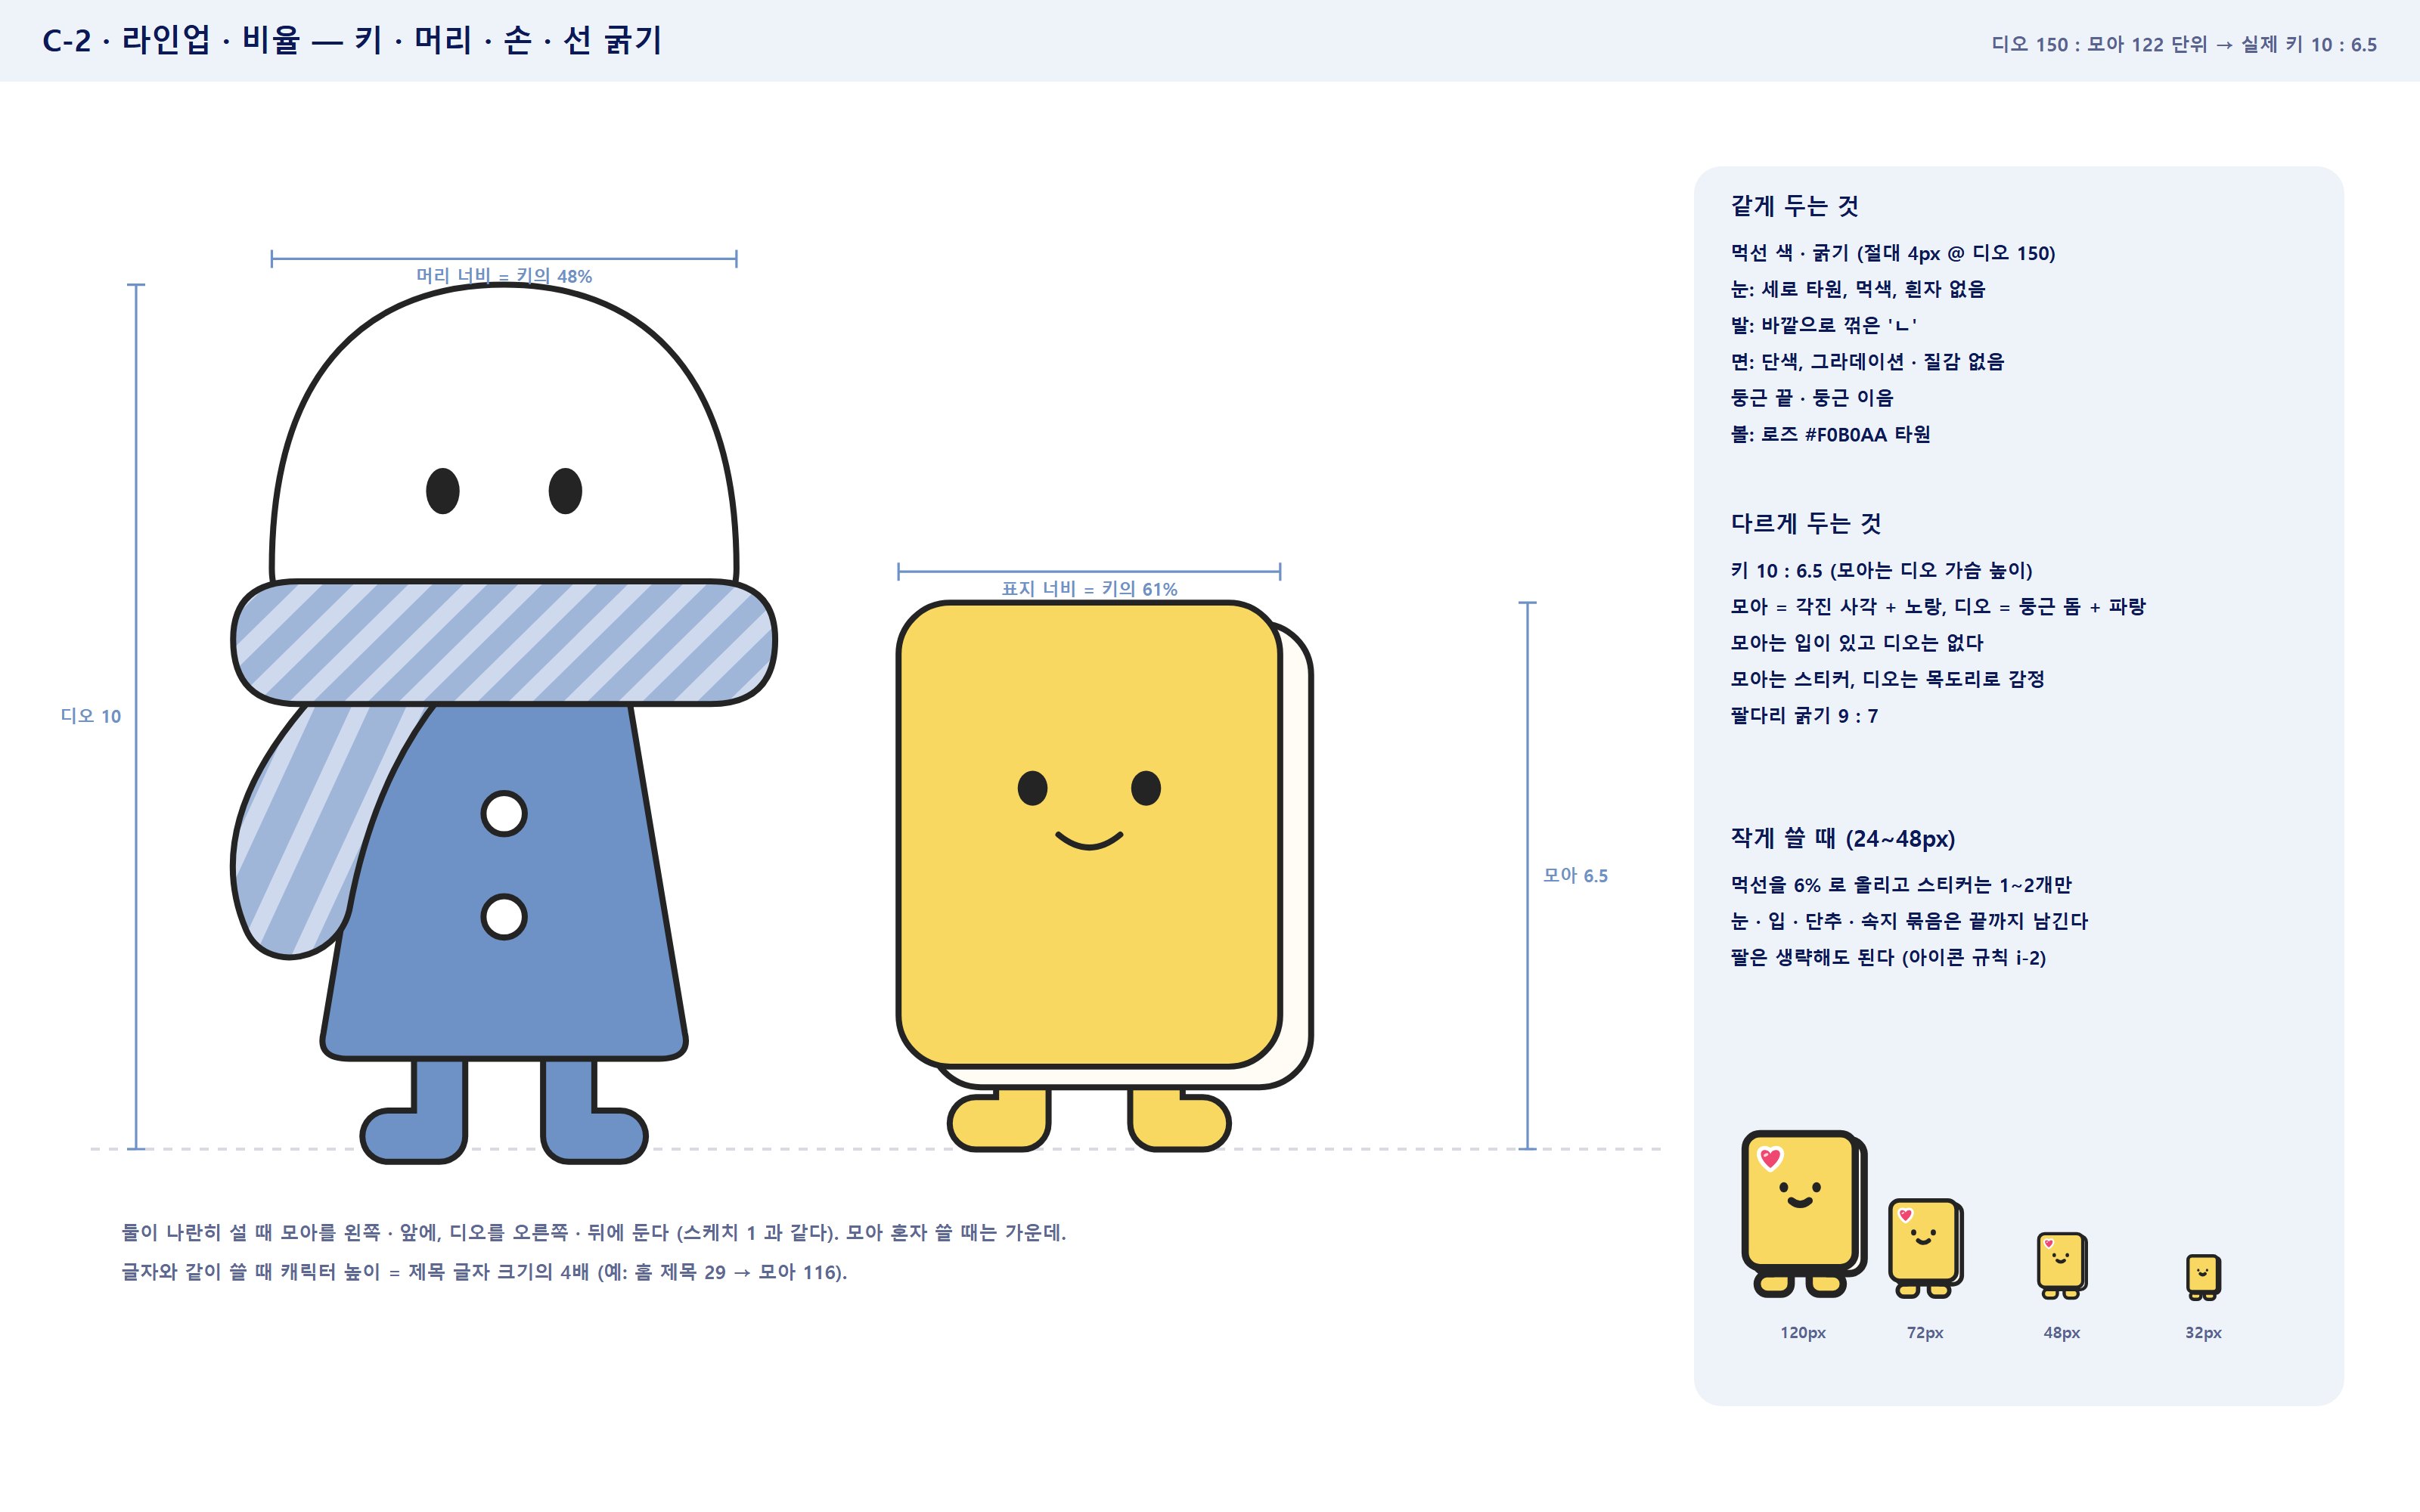 C-2 · 라인업 · 비율 — 키 · 머리 · 손 · 선 굵기
디오 150 : 모아 122 단위 → 실제 키 10 : 6.5
머리 너비 = 키의 48%
디오 10
표지 너비 = 키의 61%
모아 6.5
둘이 나란히 설 때 모아를 왼쪽 · 앞에, 디오를 오른쪽 · 뒤에 둔다 (스케치 1 과 같다). 모아 혼자 쓸 때는 가운데.
글자와 같이 쓸 때 캐릭터 높이 = 제목 글자 크기의 4배 (예: 홈 제목 29 → 모아 116).
같게 두는 것
먹선 색 · 굵기 (절대 4px @ 디오 150)
눈: 세로 타원, 먹색, 흰자 없음
발: 바깥으로 꺾은 'ㄴ'
면: 단색, 그라데이션 · 질감 없음
둥근 끝 · 둥근 이음
볼: 로즈 #F0B0AA 타원
다르게 두는 것
키 10 : 6.5 (모아는 디오 가슴 높이)
모아 = 각진 사각 + 노랑, 디오 = 둥근 돔 + 파랑
모아는 입이 있고 디오는 없다
모아는 스티커, 디오는 목도리로 감정
팔다리 굵기 9 : 7
작게 쓸 때 (24~48px)
먹선을 6% 로 올리고 스티커는 1~2개만
눈 · 입 · 단추 · 속지 묶음은 끝까지 남긴다
팔은 생략해도 된다 (아이콘 규칙 i-2)
120px
72px
48px
32px